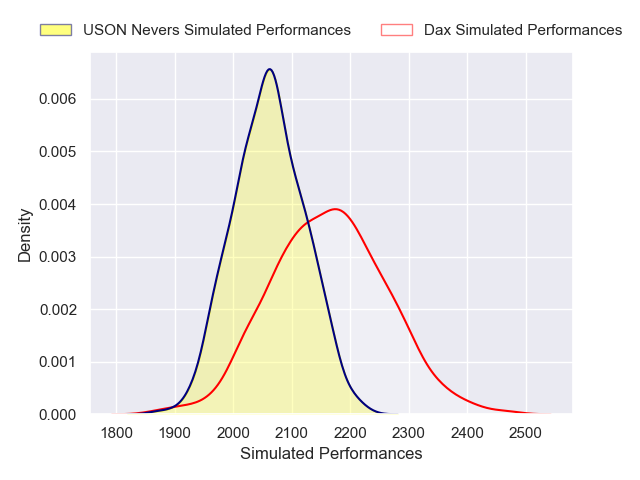 USON Nevers Simulated Performances
Dax Simulated Performances
0.006
0.005
0.004
0.003
0.002
0.001
0.000
Density
1800 1900 2000 2100 2200 2300 2400 2500
Simulated Performances